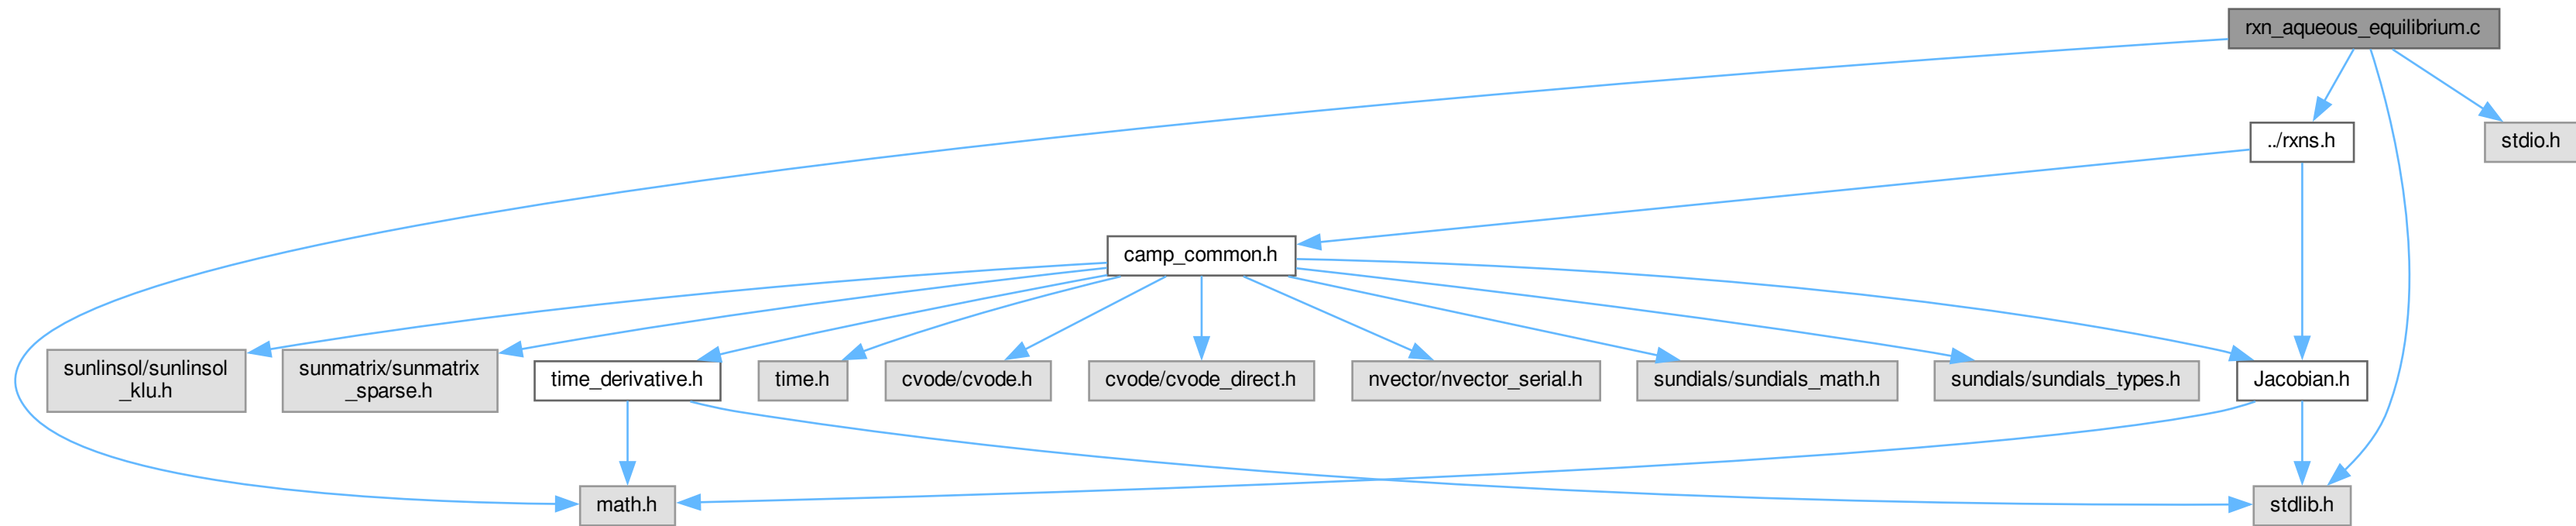 rxn_aqueous_equilibrium.c
../rxns.h
stdio.h
camp_common.h
sunlinsol/sunlinsol
_klu.h
sunmatrix/sunmatrix
_sparse.h
time_derivative.h
time.h
cvode/cvode.h
cvode/cvode_direct.h
nvector/nvector_serial.h
sundials/sundials_math.h
sundials/sundials_types.h
Jacobian.h
math.h
stdlib.h